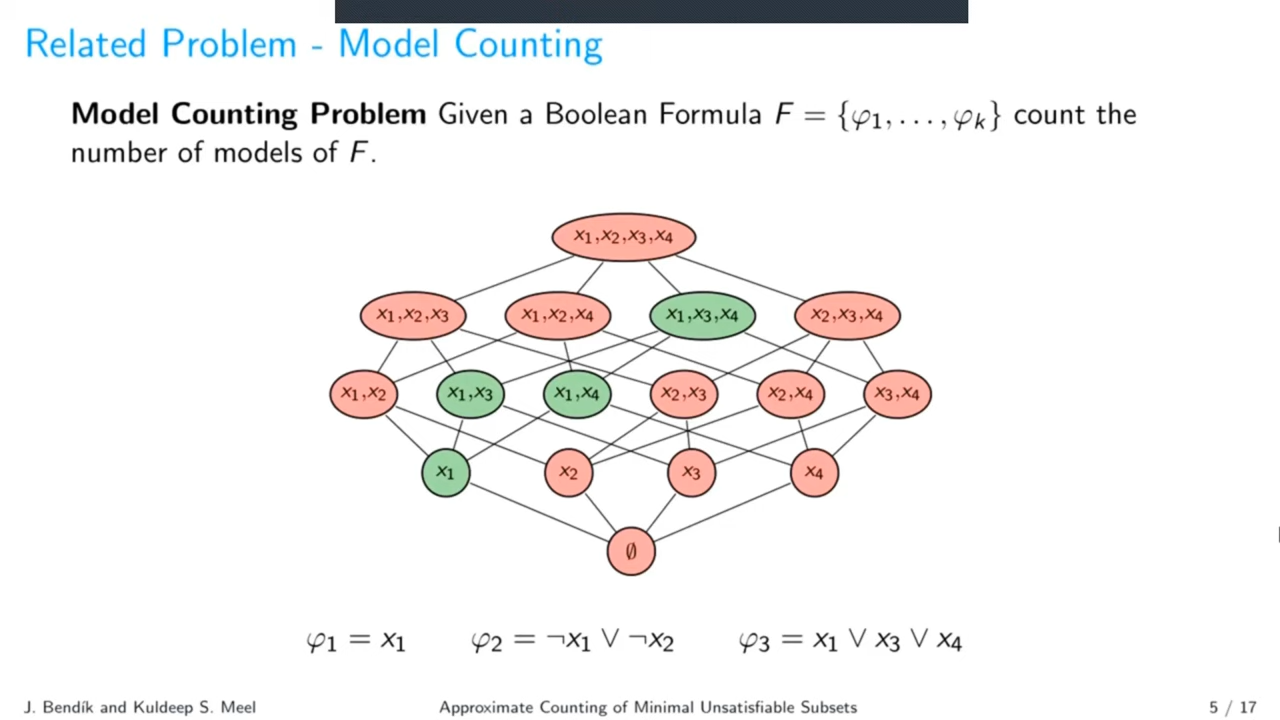 Related Problem - Model Counting
Model Counting Problem Given a Boolean Formula F = {φ₁, . . . , φₖ} count the
number of models of F.
x₁,x₂,x₃,x₄
x₁,x₂,x₃ x₁,x₂,x₄ x₁,x₃,x₄ x₂,x₃,x₄
x₁,x₂ x₁,x₃ x₁,x₄ x₂,x₃ x₂,x₄ x₃,x₄
x₁ x₂ x₃ x₄
∅
φ₁ = x₁ φ₂ = ¬x₁ ∨ ¬x₂ φ₃ = x₁ ∨ x₃ ∨ x₄
J. Bendík and Kuldeep S. Meel Approximate Counting of Minimal Unsatisfiable Subsets 5 / 17